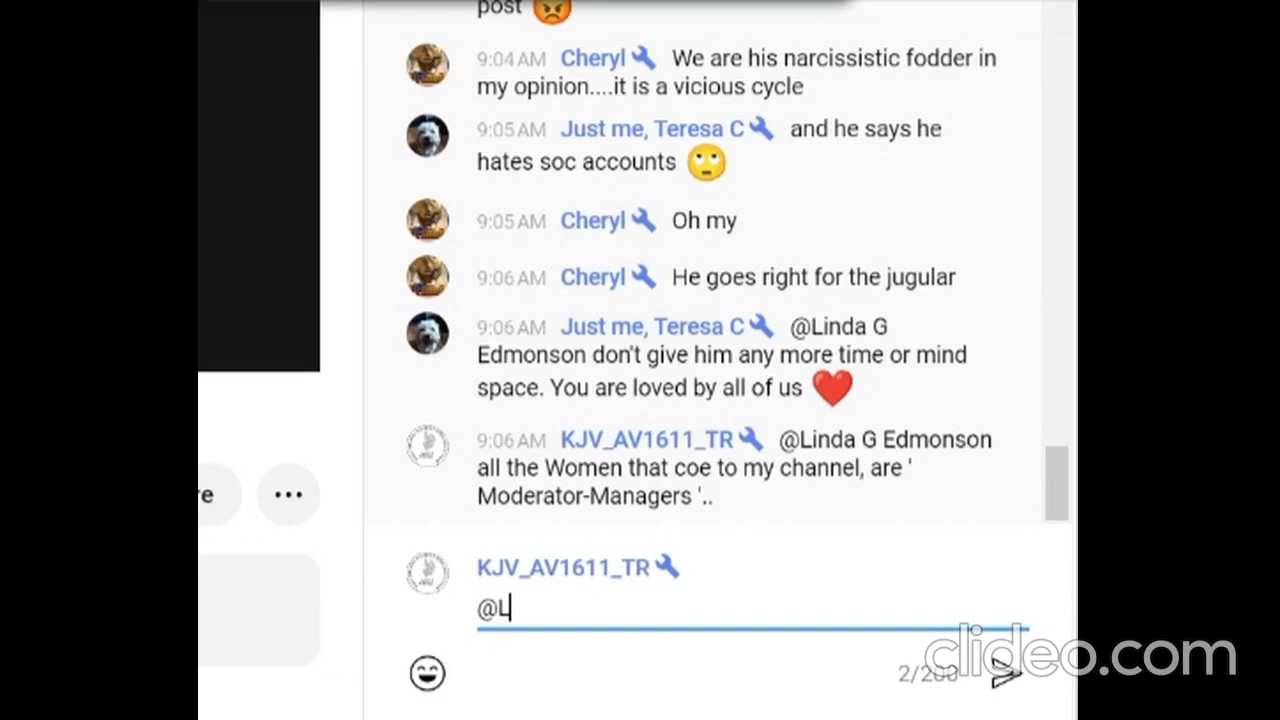 post 😡
9:04 AM Cheryl We are his narcissistic fodder in
my opinion....it is a vicious cycle
9:05 AM Just me, Teresa C and he says he
hates soc accounts 🙄
9:05 AM Cheryl Oh my
9:06 AM Cheryl He goes right for the jugular
9:06 AM Just me, Teresa C @Linda G
Edmonson don't give him any more time or mind
space. You are loved by all of us ❤️
9:06 AM KJV_AV1611_TR @Linda G Edmonson
all the Women that coe to my channel, are '
Moderator-Managers '..
re
KJV_AV1611_TR
@L
2/200
clideo.com